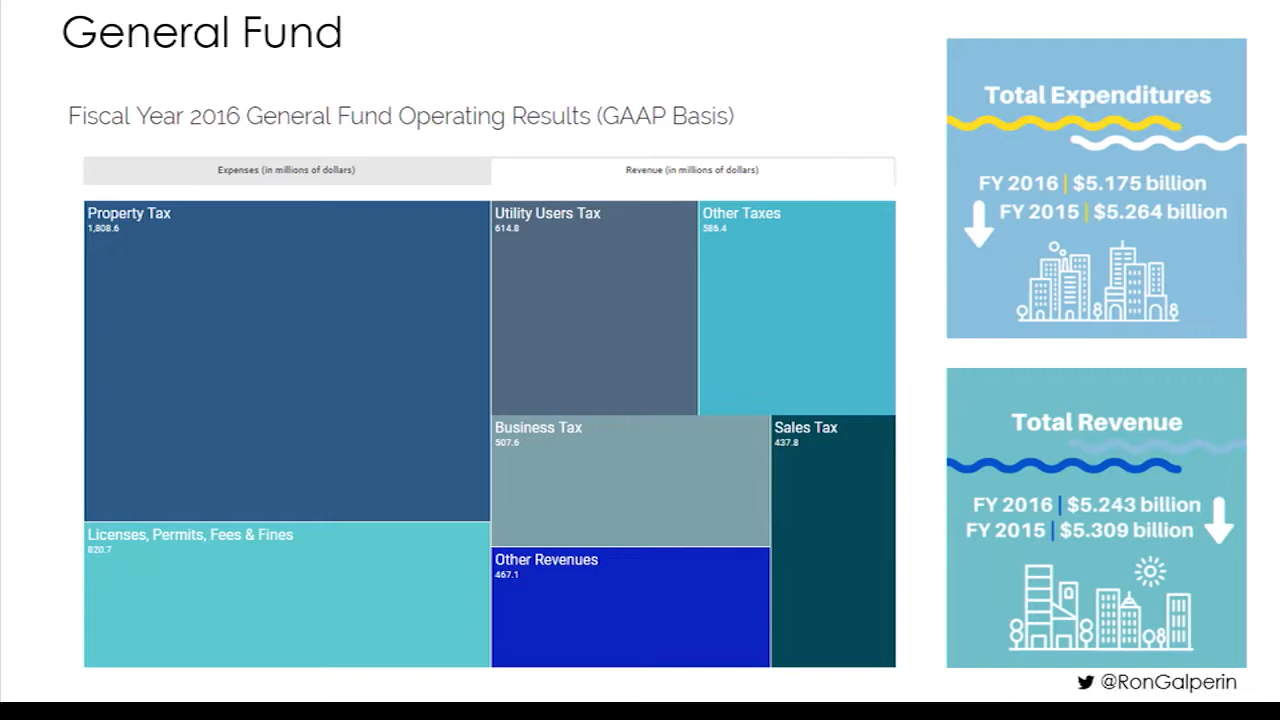 General Fund
Fiscal Year 2016 General Fund Operating Results (GAAP Basis)
Expenses (in millions of dollars)
Revenue (in millions of dollars)
Property Tax
1,808.6
Utility Users Tax
614.8
Other Taxes
586.4
Business Tax
507.6
Sales Tax
437.8
Licenses, Permits, Fees & Fines
820.7
Other Revenues
467.1
Total Expenditures
FY 2016 | $5.175 billion
FY 2015 | $5.264 billion
Total Revenue
FY 2016 | $5.243 billion
FY 2015 | $5.309 billion
@RonGalperin